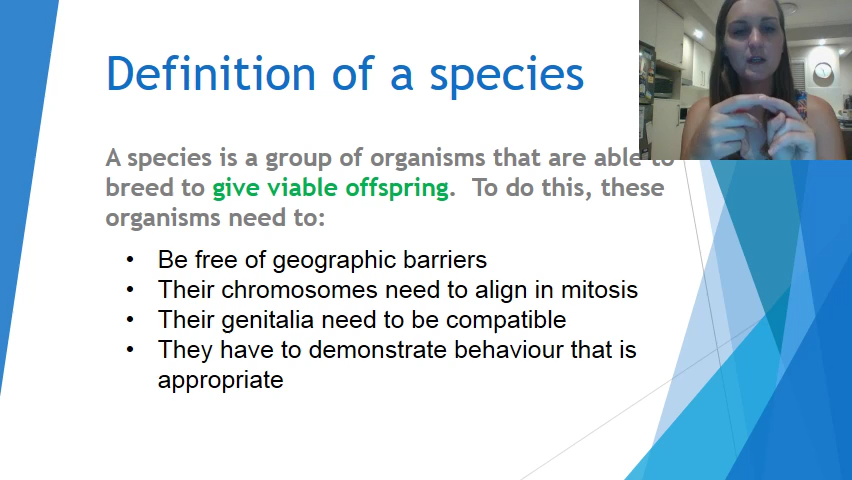 Definition of a species
A species is a group of organisms that are able to
breed to give viable offspring. To do this, these
organisms need to:
• Be free of geographic barriers
• Their chromosomes need to align in mitosis
• Their genitalia need to be compatible
• They have to demonstrate behaviour that is
appropriate